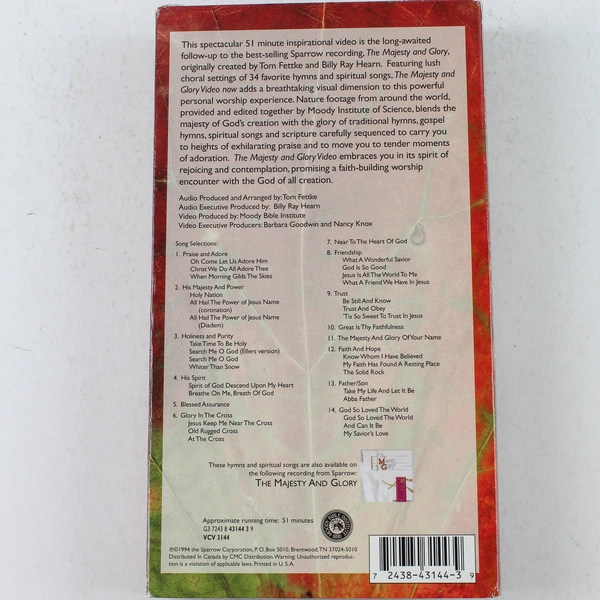 This spectacular 51 minute inspirational video is the long-awaited
follow-up to the best-selling Sparrow recording, The Majesty and Glory,
originally created by Tom Fettke and Billy Ray Hearn. Featuring lush
choral settings of 34 favorite hymns and spiritual songs, The Majesty and
Glory Video now adds a breathtaking visual dimension to this powerful
personal worship experience. Nature footage from around the world,
provided and edited together by Moody Institute of Science, blends the
majesty of God's creation with the glory of traditional hymns, gospel
hymns, spiritual songs and scripture carefully sequenced to carry you
to heights of exhilarating praise and to move you to tender moments
of adoration. The Majesty and Glory Video embraces you in its spirit of
rejoicing and contemplation, promising a faith-building worship
encounter with the God of all creation.
Audio Produced and Arranged by: Tom Fettke
Audio Executive Produced by: Billy Ray Hearn
Video Produced by: Moody Bible Institute
Video Executive Producers: Barbara Goodwin and Nancy Knox
Song Selections:
1. Praise and Adore
Oh Come Let Us Adore Him
Christ We Do All Adore Thee
When Morning Gilds The Skies
2. His Majesty And Power
Holy Nation
All Hail The Power of Jesus Name
(coronation)
All Hail The Power of Jesus Name
(Diadem)
3. Holiness and Purity
Take Time To Be Holy
Search Me O God (Ellers version)
Search Me O God
Whiter Than Snow
4. His Spirit
Spirit of God Descend Upon My Heart
Breathe On Me, Breath Of God
5. Blessed Assurance
6. Glory In The Cross
Jesus Keep Me Near The Cross
Old Rugged Cross
At The Cross
7. Near To The Heart Of God
8. Friendship
What A Wonderful Savior
God Is So Good
Jesus Is All The World To Me
What A Friend We Have In Jesus
9. Trust
Be Still And Know
Trust And Obey
'Tis So Sweet To Trust In Jesus
10. Great Is Thy Faithfulness
11. The Majesty And Glory Of Your Name
12. Faith And Hope
Know Whom I Have Believed
My Faith Has Found A Resting Place
The Solid Rock
13. Father/Son
Take My Life And Let It Be
Abba Father
14. God So Loved The World
God So Loved The World
And Can It Be
My Savior's Love
These hymns and spiritual songs are also available on
the following recording from Sparrow:
THE MAJESTY AND GLORY
Approximate running time: 51 minutes
G3 7243 8 43144 3 9
VCV 3144
℗©1994 the Sparrow Corporation, P. O. Box 5010, Brentwood, TN 37024-5010
Distributed In Canada by CMC Distribution. Warning: Unauthorized reproduc-
tion is a violation of applicable laws. Printed in U. S. A.
7 2438-43144-3 9